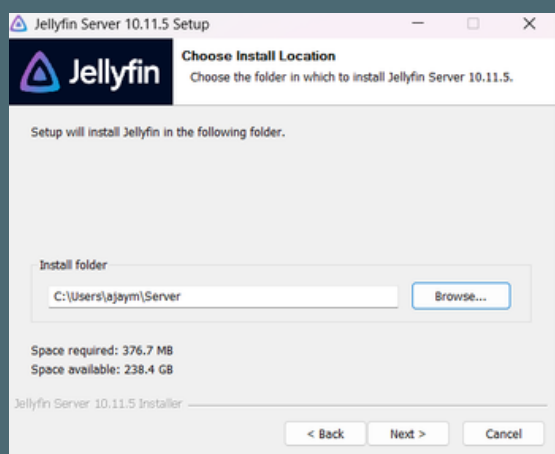 Jellyfin Server 10.11.5 Setup
Jellyfin
Choose Install Location
Choose the folder in which to install Jellyfin Server 10.11.5.
Setup will install Jellyfin in the following folder.
Install folder
C:\Users\ajaym\Server
Browse...
Space required: 376.7 MB
Space available: 238.4 GB
Jellyfin Server 10.11.5 Installer
< Back
Next >
Cancel